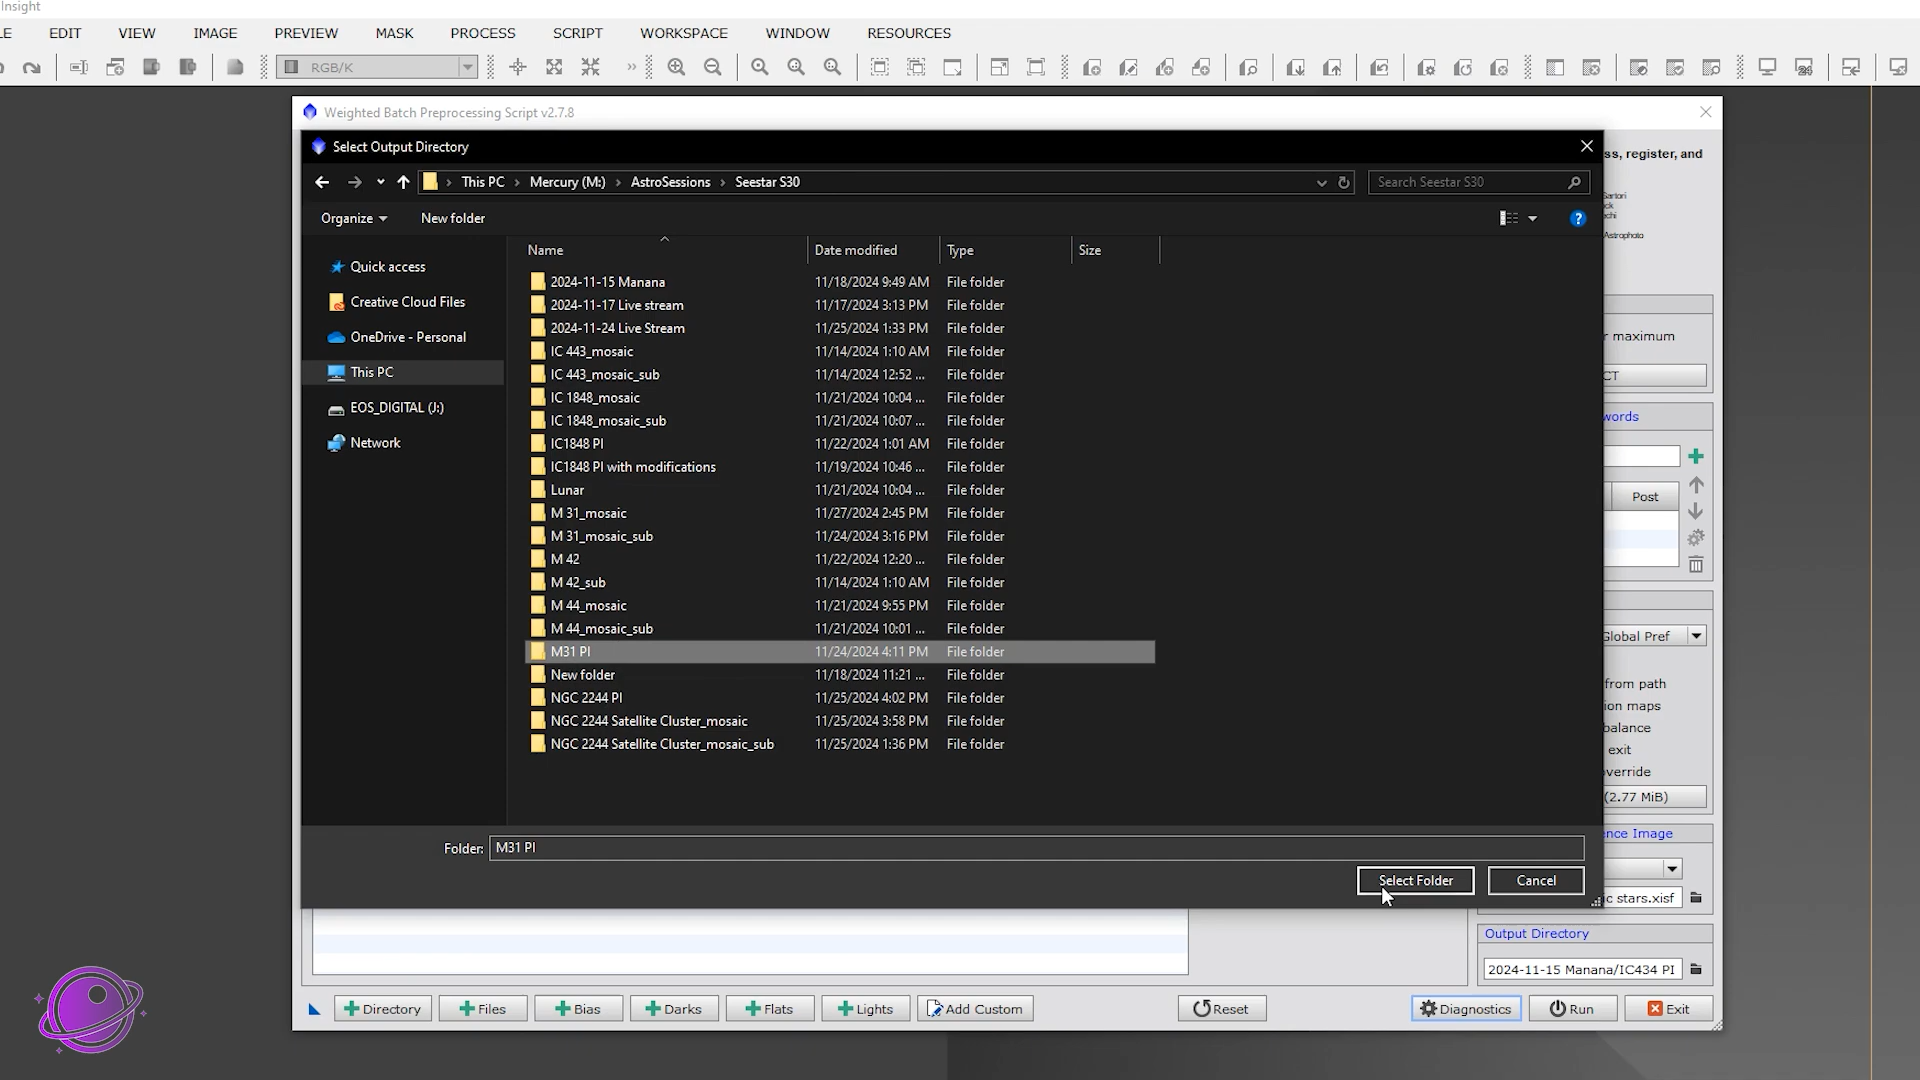 Insight
LE EDIT VIEW IMAGE PREVIEW MASK PROCESS SCRIPT WORKSPACE WINDOW RESOURCES
RGB/K
24
Weighted Batch Preprocessing Script v2.7.8
Select Output Directory
This PC › Mercury (M:) › AstroSessions › Seestar S30
Search Seestar S30
Organize New folder
?
Name Date modified Type Size
Quick access
Creative Cloud Files
OneDrive - Personal
This PC
EOS_DIGITAL (J:)
Network
2024-11-15 Manana 11/18/2024 9:49 AM File folder
2024-11-17 Live stream 11/17/2024 3:13 PM File folder
2024-11-24 Live Stream 11/25/2024 1:33 PM File folder
IC 443_mosaic 11/14/2024 1:10 AM File folder
IC 443_mosaic_sub 11/14/2024 12:52 ... File folder
IC 1848_mosaic 11/21/2024 10:04 ... File folder
IC 1848_mosaic_sub 11/21/2024 10:07 ... File folder
IC1848 PI 11/22/2024 1:01 AM File folder
IC1848 PI with modifications 11/19/2024 10:46 ... File folder
Lunar 11/21/2024 10:04 ... File folder
M 31_mosaic 11/27/2024 2:45 PM File folder
M 31_mosaic_sub 11/24/2024 3:16 PM File folder
M 42 11/22/2024 12:20 ... File folder
M 42_sub 11/14/2024 1:10 AM File folder
M 44_mosaic 11/21/2024 9:55 PM File folder
M 44_mosaic_sub 11/21/2024 10:01 ... File folder
M31 PI 11/24/2024 4:11 PM File folder
New folder 11/18/2024 11:21 ... File folder
NGC 2244 PI 11/25/2024 4:02 PM File folder
NGC 2244 Satellite Cluster_mosaic 11/25/2024 3:58 PM File folder
NGC 2244 Satellite Cluster_mosaic_sub 11/25/2024 1:36 PM File folder
Folder: M31 PI
Select Folder Cancel
ss, register, and
Sartori
ck
echi
Astrophoto
r maximum
CT
words
Post
Global Pref
from path
ion maps
balance
exit
override
(2.77 MiB)
ence Image
ic stars.xisf
Output Directory
2024-11-15 Manana/IC434 PI
Directory Files Bias Darks Flats Lights Add Custom Reset Diagnostics Run Exit